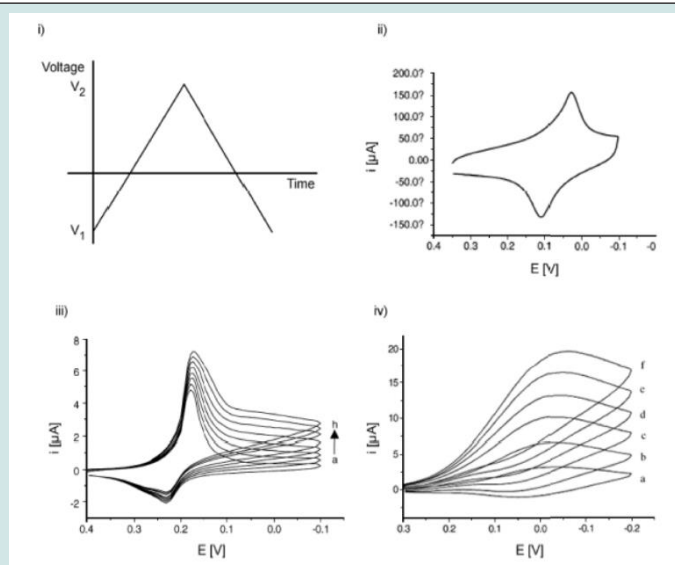 i)
Voltage
V2
Time
V1
ii)
200.0?
150.0?
100.0?
50.0?
0.00
-50.0?
-100.0?
-150.0?
i [µA]
0.4 0.3 0.2 0.1 0.0 -0.1 -0
E [V]
iii)
8
6
4
2
0
-2
i [µA]
h
a
0.4 0.3 0.2 0.1 0.0 -0.1
E [V]
iv)
20
15
10
5
0
i [µA]
f
e
d
c
b
a
0.3 0.2 0.1 0.0 -0.1 -0.2
E [V]